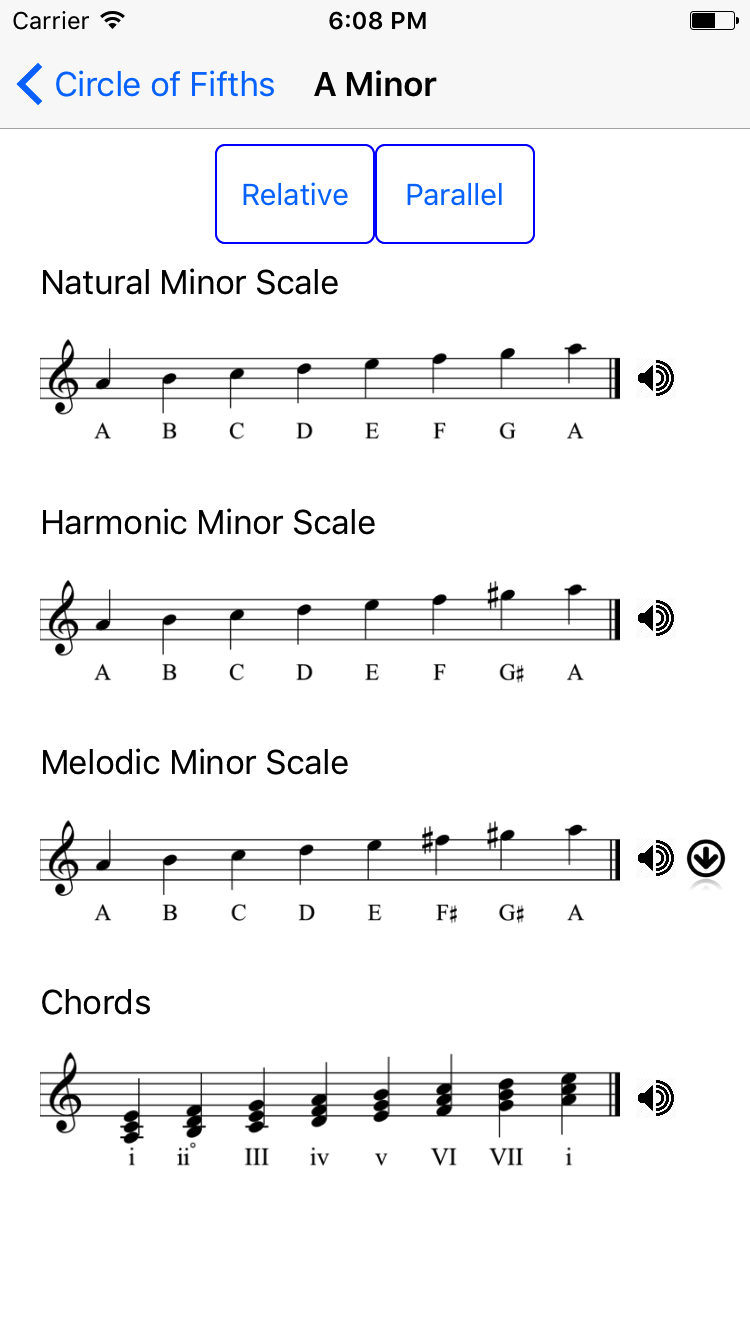 Carrier 6:08 PM
Circle of Fifths A Minor
Relative Parallel
Natural Minor Scale
A B C D E F G A
Harmonic Minor Scale
A B C D E F G♯ A
Melodic Minor Scale
A B C D E F♯ G♯ A
Chords
i ii° III iv v VI VII i